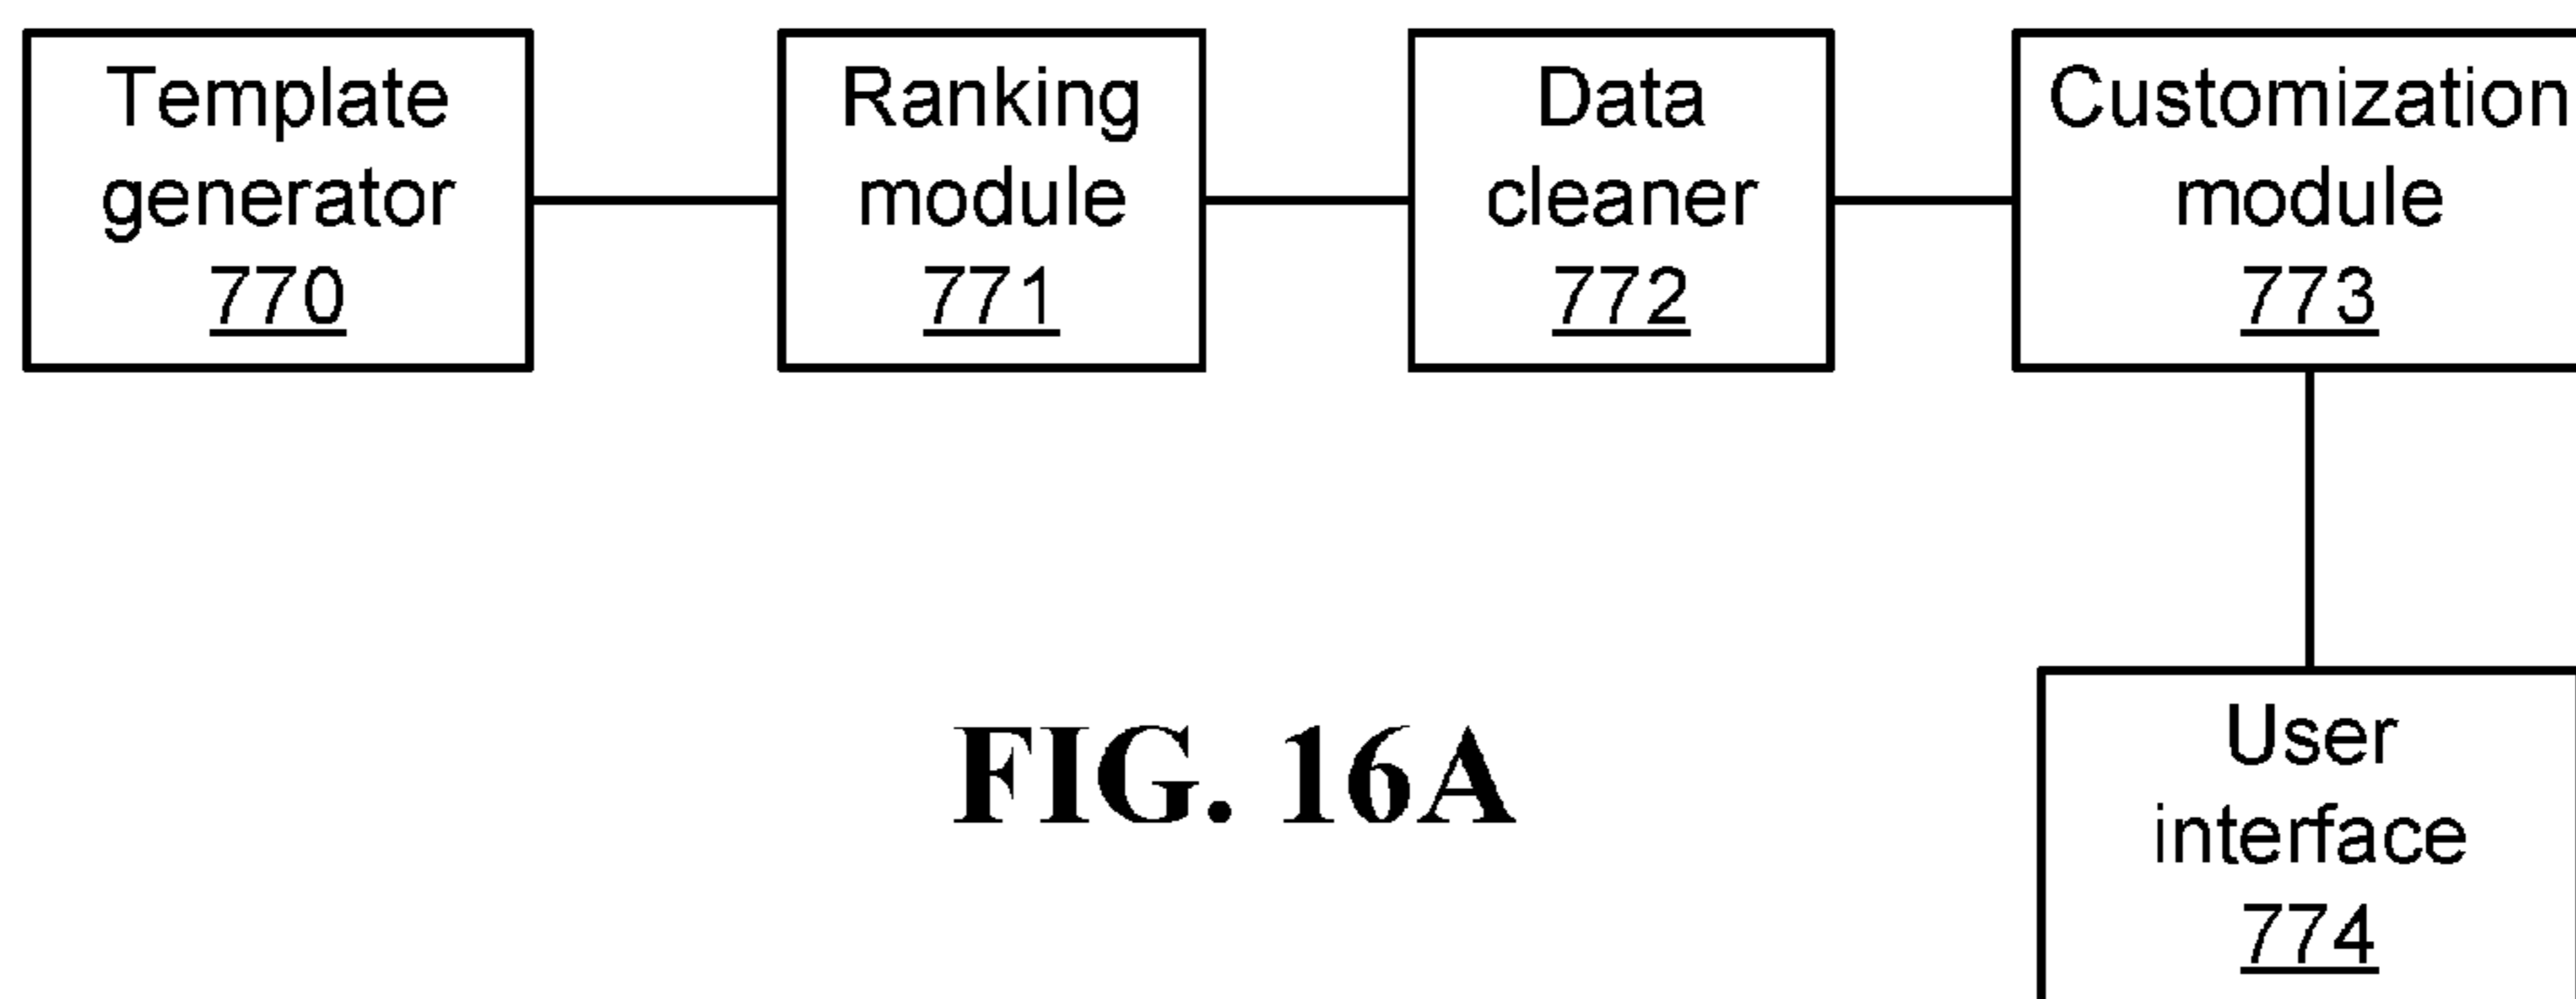 Template
generator
770
Ranking
module
771
Data
cleaner
772
Customization
module
773
User
interface
774
FIG. 16A